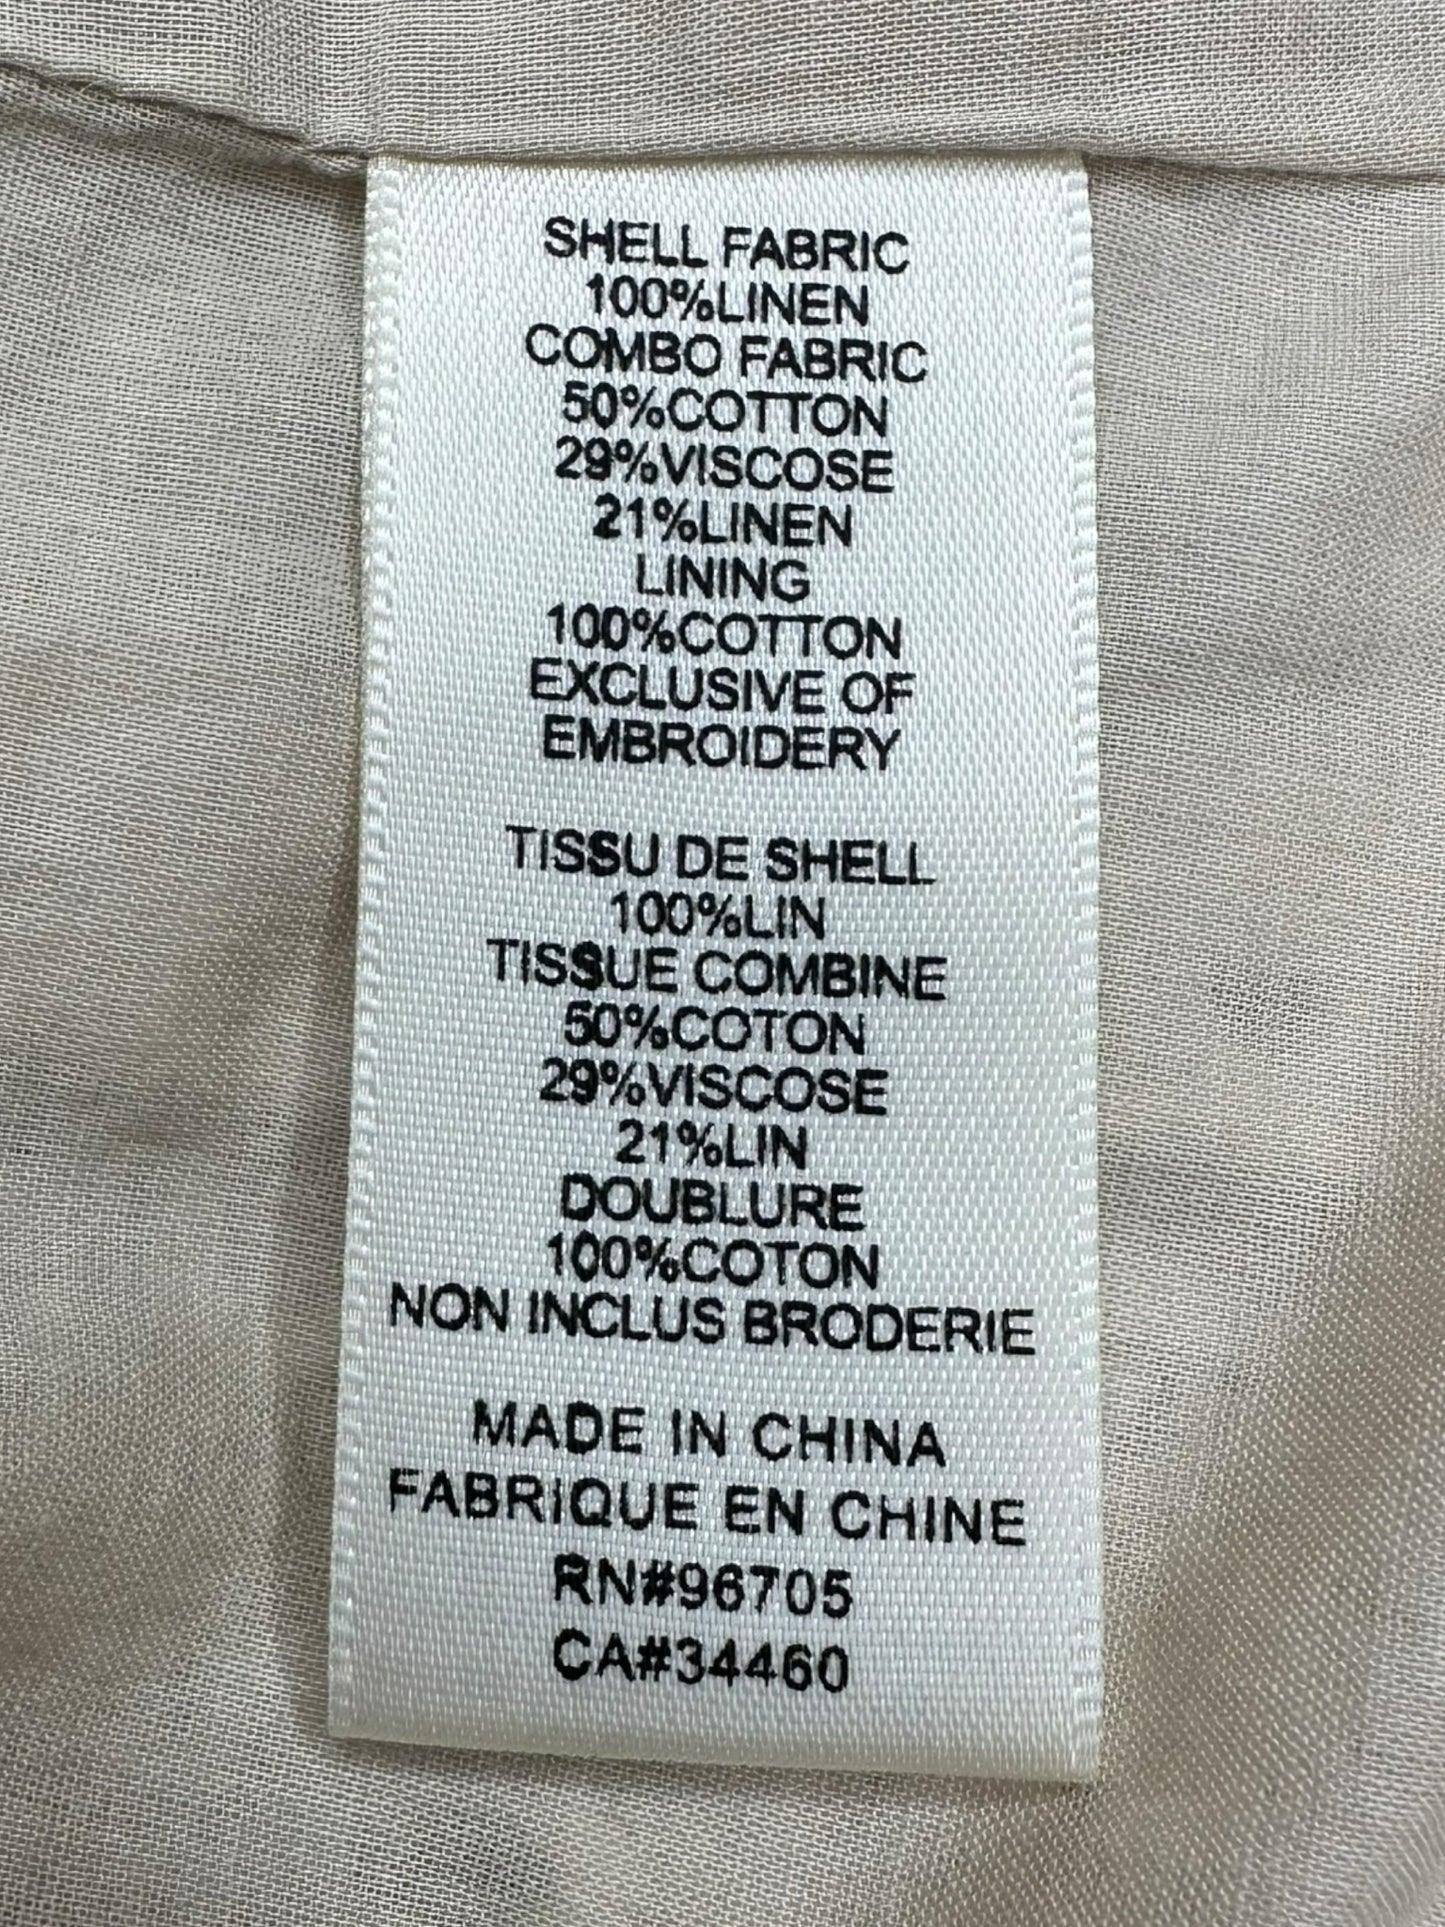 SHELL FABRIC
100%LINEN
COMBO FABRIC
50%COTTON
29%VISCOSE
21%LINEN
LINING
100%COTTON
EXCLUSIVE OF
EMBROIDERY
TISSU DE SHELL
100%LIN
TISSUE COMBINE
50%COTON
29%VISCOSE
21%LIN
DOUBLURE
100%COTON
NON INCLUS BRODERIE
MADE IN CHINA
FABRIQUE EN CHINE
RN#96705
CA#34460